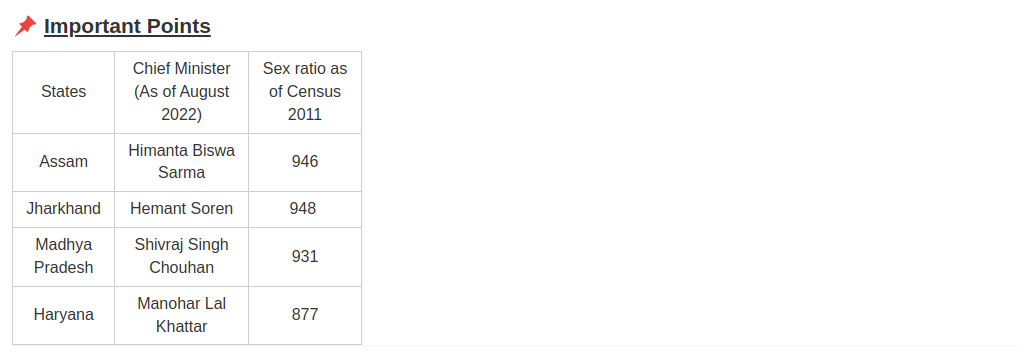 📌 Important Points
States
Chief Minister
(As of August
2022)
Sex ratio as
of Census
2011
Assam
Himanta Biswa
Sarma
946
Jharkhand
Hemant Soren
948
Madhya
Pradesh
Shivraj Singh
Chouhan
931
Haryana
Manohar Lal
Khattar
877